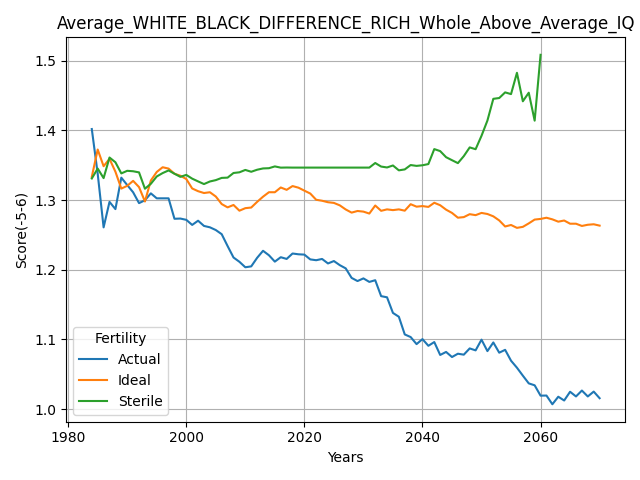 Average_WHITE_BLACK_DIFFERENCE_RICH_Whole_Above_Average_IQ
Score(-5-6)
1.5
1.4
1.3
1.2
1.1
1.0
Fertility
Actual
Ideal
Sterile
1980
2000
2020
2040
2060
Years